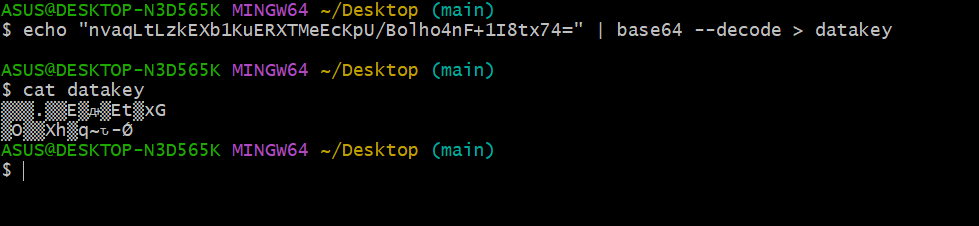 ASUS@DESKTOP-N3D565K MINGW64 ~/Desktop (main)
$ echo "nvaqLtLzkEXb1KuERXTMeEcKpU/Bolho4nF+1I8tx74=" | base64 --decode > datakey
ASUS@DESKTOP-N3D565K MINGW64 ~/Desktop (main)
$ cat datakey
▒▒▒.▒▒E▒ԫ▒Et▒xG
▒O▒▒Xh▒q~ԏ-Ǿ
ASUS@DESKTOP-N3D565K MINGW64 ~/Desktop (main)
$